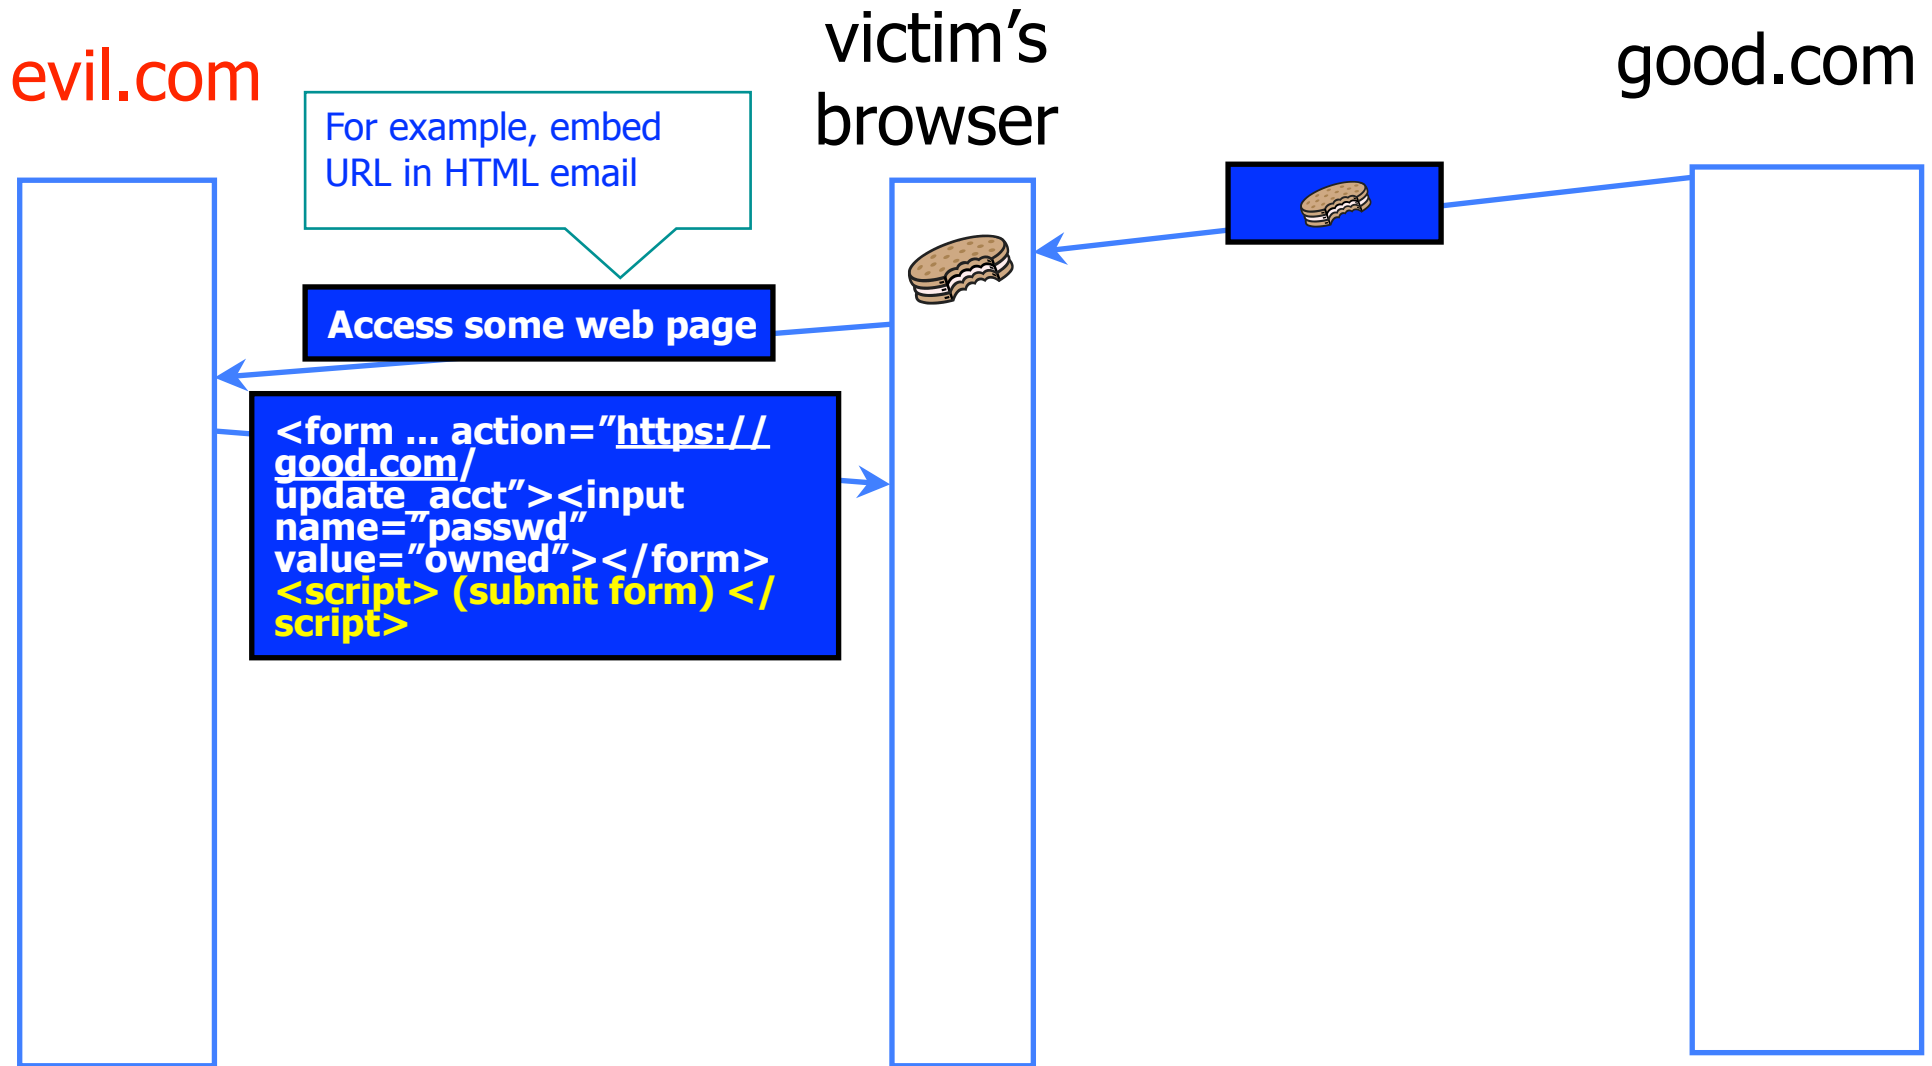 evil.com
victim’s
browser
good.com
For example, embed
URL in HTML email
Access some web page
<form … action=″https://
good.com/
update_acct″><input
name=″passwd″
value=″owned″></form>
<script> (submit form) </
script>